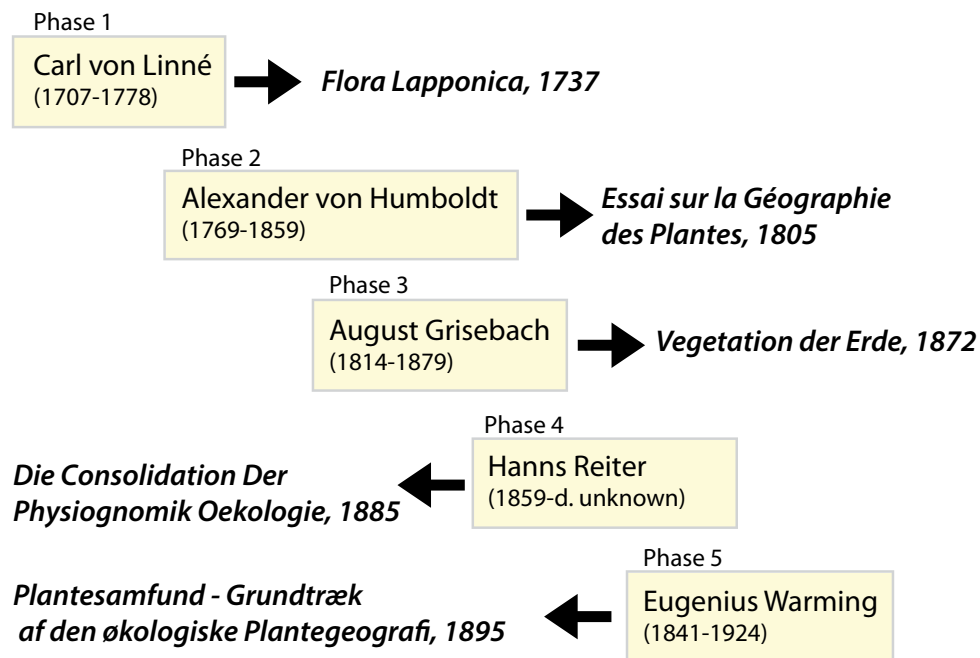 Phase 1
Carl von Linné
(1707-1778)
Flora Lapponica, 1737
Phase 2
Alexander von Humboldt
(1769-1859)
Essai sur la Géographie
des Plantes, 1805
Phase 3
August Grisebach
(1814-1879)
Vegetation der Erde, 1872
Phase 4
Hanns Reiter
(1859-d. unknown)
Die Consolidation Der
Physiognomik Oekologie, 1885
Phase 5
Eugenius Warming
(1841-1924)
Plantesamfund - Grundtræk
af den økologiske Plantegeografi, 1895